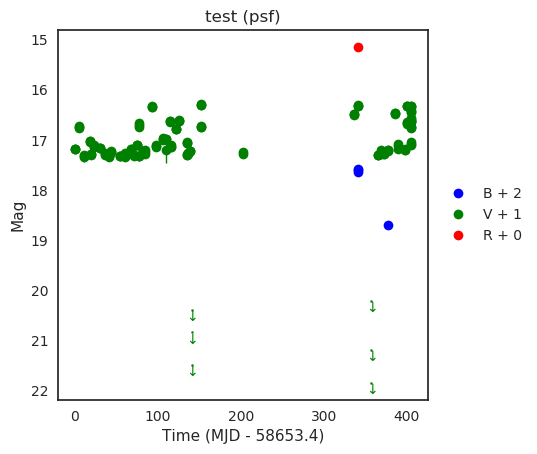 test (psf)
15
16
17
18
19
20
21
22
Mag
0
100
200
300
400
Time (MJD - 58653.4)
B + 2
V + 1
R + 0